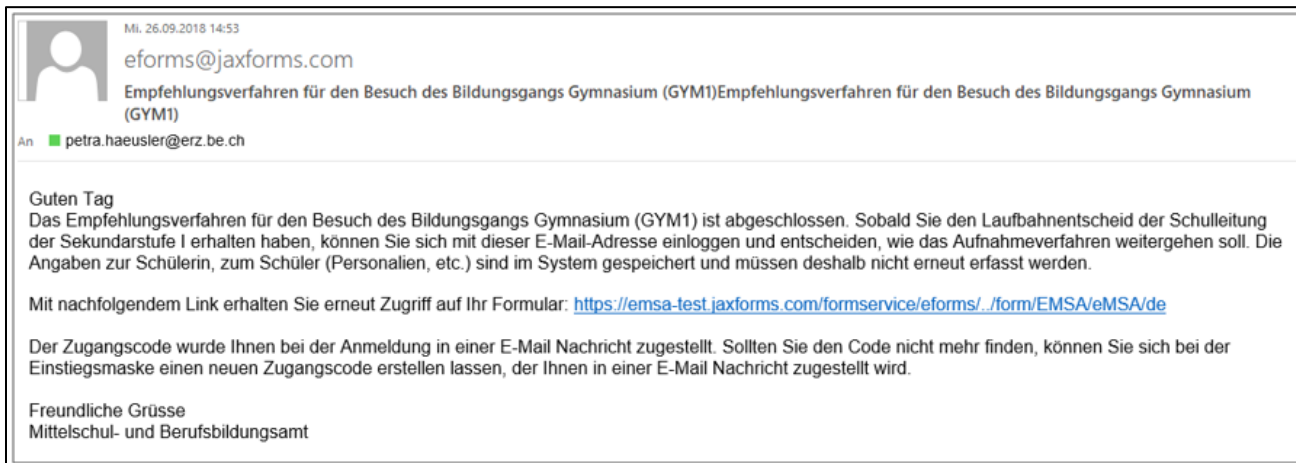 Mi. 26.09.2018 14:53
eforms@jaxforms.com
Empfehlungsverfahren für den Besuch des Bildungsgangs Gymnasium (GYM1)Empfehlungsverfahren für den Besuch des Bildungsgangs Gymnasium
(GYM1)
An petra.haeusler@erz.be.ch
Guten Tag
Das Empfehlungsverfahren für den Besuch des Bildungsgangs Gymnasium (GYM1) ist abgeschlossen. Sobald Sie den Laufbahnentscheid der Schulleitung
der Sekundarstufe I erhalten haben, können Sie sich mit dieser E-Mail-Adresse einloggen und entscheiden, wie das Aufnahmeverfahren weitergehen soll. Die
Angaben zur Schülerin, zum Schüler (Personalien, etc.) sind im System gespeichert und müssen deshalb nicht erneut erfasst werden.
Mit nachfolgendem Link erhalten Sie erneut Zugriff auf Ihr Formular: https://emsa-test.jaxforms.com/formservice/eforms/../form/EMSA/eMSA/de
Der Zugangscode wurde Ihnen bei der Anmeldung in einer E-Mail Nachricht zugestellt. Sollten Sie den Code nicht mehr finden, können Sie sich bei der
Einstiegsmaske einen neuen Zugangscode erstellen lassen, der Ihnen in einer E-Mail Nachricht zugestellt wird.
Freundliche Grüsse
Mittelschul- und Berufsbildungsamt